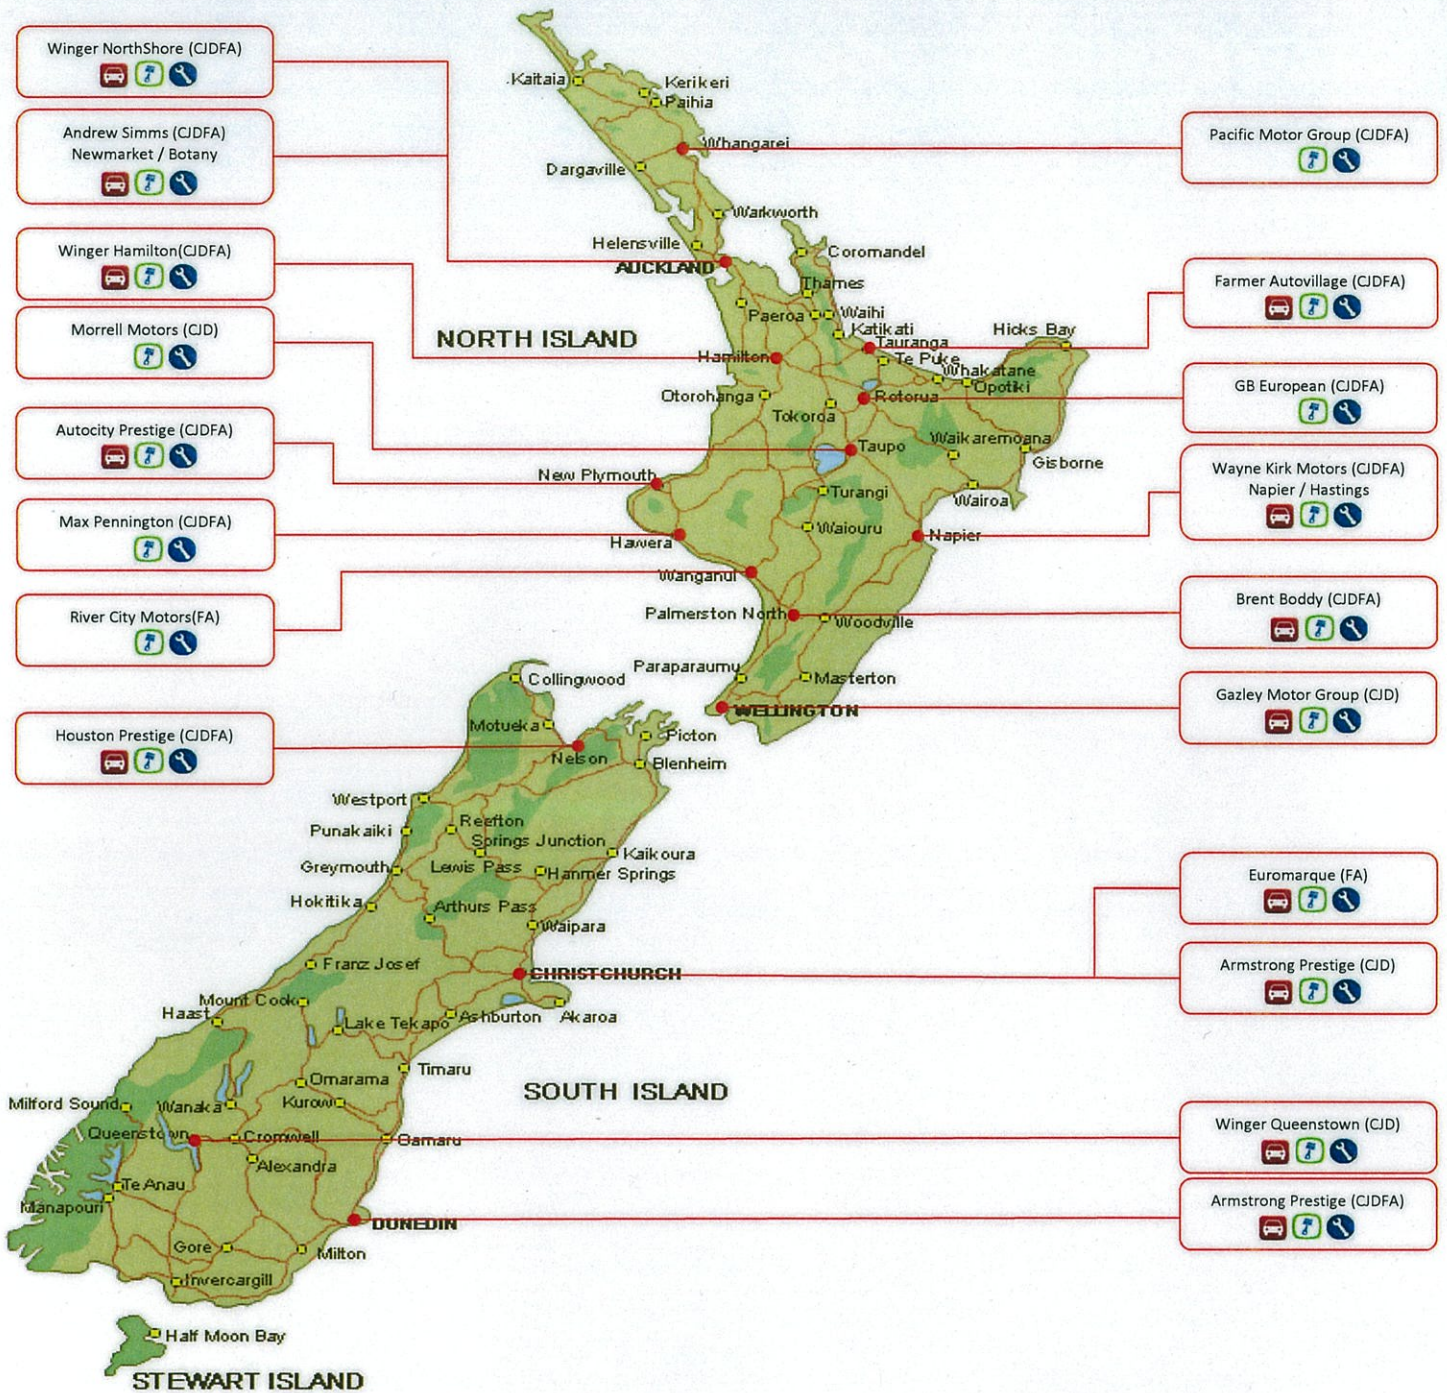 Winger NorthShore (CJDFA)
Andrew Simms (CJDFA)
Newmarket / Botany
Winger Hamilton(CJDFA)
Morrell Motors (CJD)
Autocity Prestige (CJDFA)
Max Pennington (CJDFA)
River City Motors(FA)
Houston Prestige (CJDFA)
Pacific Motor Group (CJDFA)
Farmer Autovillage (CJDFA)
GB European (CJDFA)
Wayne Kirk Motors (CJDFA)
Napier / Hastings
Brent Boddy (CJDFA)
Gazley Motor Group (CJD)
Euromarque (FA)
Armstrong Prestige (CJD)
Winger Queenstown (CJD)
Armstrong Prestige (CJDFA)
Kaitaia
Kerikeri
Paihia
Whangarei
Dargaville
Warkworth
Helensville
Coromandel
AUCKLAND
Thames
Paeroa
Waihi
Katikati
NORTH ISLAND
Hicks Bay
Tauranga
Hamilton
Te Puke
Whakatane
Opotiki
Otorohanga
Rotorua
Tokoroa
Waikaremoana
Taupo
Gisborne
New Plymouth
Turangi
Wairoa
Waiouru
Napier
Hawera
Wanganui
Palmerston North
Woodville
Paraparaumu
Masterton
WELLINGTON
Collingwood
Motueka
Picton
Nelson
Blenheim
Westport
Reefton
Punakaiki
Springs Junction
Kaikoura
Greymouth
Lewis Pass
Hanmer Springs
Hokitika
Arthurs Pass
Waipara
Franz Josef
CHRISTCHURCH
Mount Cook
Haast
Lake Tekapo
Ashburton
Akaroa
Timaru
Omarama
SOUTH ISLAND
Milford Sound
Wanaka
Kurow
Queenstown
Cromwell
Oamaru
Alexandra
Te Anau
Manapouri
DUNEDIN
Gore
Milton
Invercargill
Half Moon Bay
STEWART ISLAND